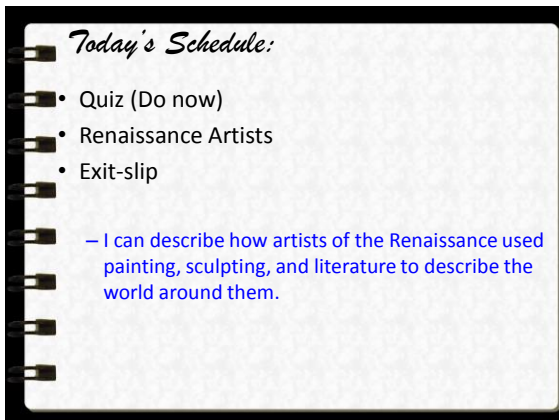 Today's Schedule:
• Quiz (Do now)
• Renaissance Artists
• Exit-slip
– I can describe how artists of the Renaissance used
painting, sculpting, and literature to describe the
world around them.